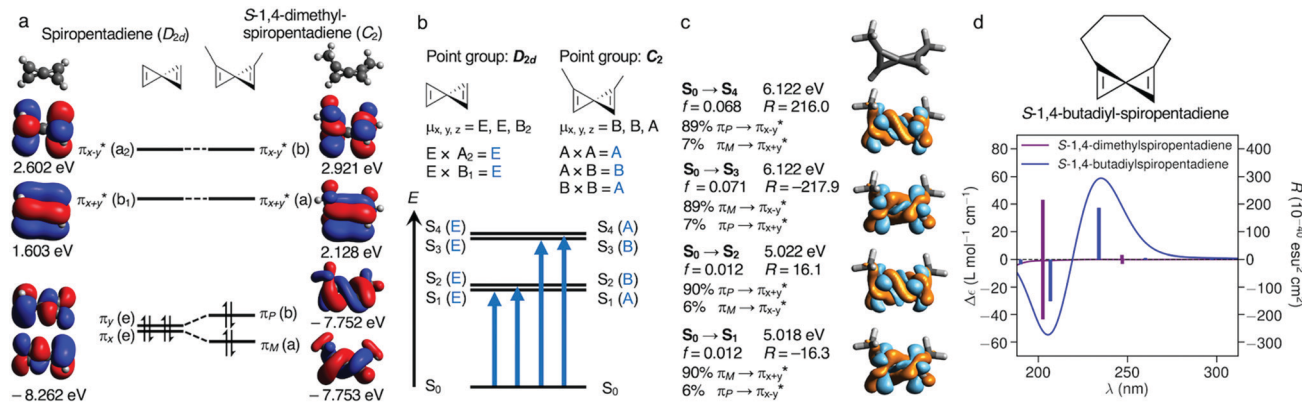 a
Spiropentadiene (D2d)
S-1,4-dimethyl-
spiropentadiene (C2)
πx-y* (a2)
πx-y* (b)
2.602 eV
2.921 eV
πx+y* (b1)
πx+y* (a)
1.603 eV
2.128 eV
πy (e)
πx (e)
πP (b)
πM (a)
−7.752 eV
−8.262 eV
−7.753 eV
b
Point group: D2d
Point group: C2
μx, y, z = E, E, B2
μx, y, z = B, B, A
E × A2 = E
E × B1 = E
A × A = A
A × B = B
B × B = A
E
S4 (E)
S3 (E)
S4 (A)
S3 (B)
S2 (E)
S1 (E)
S2 (B)
S1 (A)
S0
S0
c
S0 → S4 6.122 eV
f = 0.068 R = 216.0
89% πP → πx-y*
7% πM → πx+y*
S0 → S3 6.122 eV
f = 0.071 R = −217.9
89% πM → πx-y*
7% πP → πx+y*
S0 → S2 5.022 eV
f = 0.012 R = 16.1
90% πP → πx+y*
6% πM → πx-y*
S0 → S1 5.018 eV
f = 0.012 R = −16.3
90% πM → πx+y*
6% πP → πx-y*
d
S-1,4-butadiyl-spiropentadiene
S-1,4-dimethylspiropentadiene
S-1,4-butadiylspiropentadiene
80
60
40
20
0
−20
−40
−60
Δϵ (L mol⁻¹ cm⁻¹)
400
300
200
100
0
−100
−200
−300
R (10⁻⁴⁰ esu² cm²)
200
250
300
λ (nm)